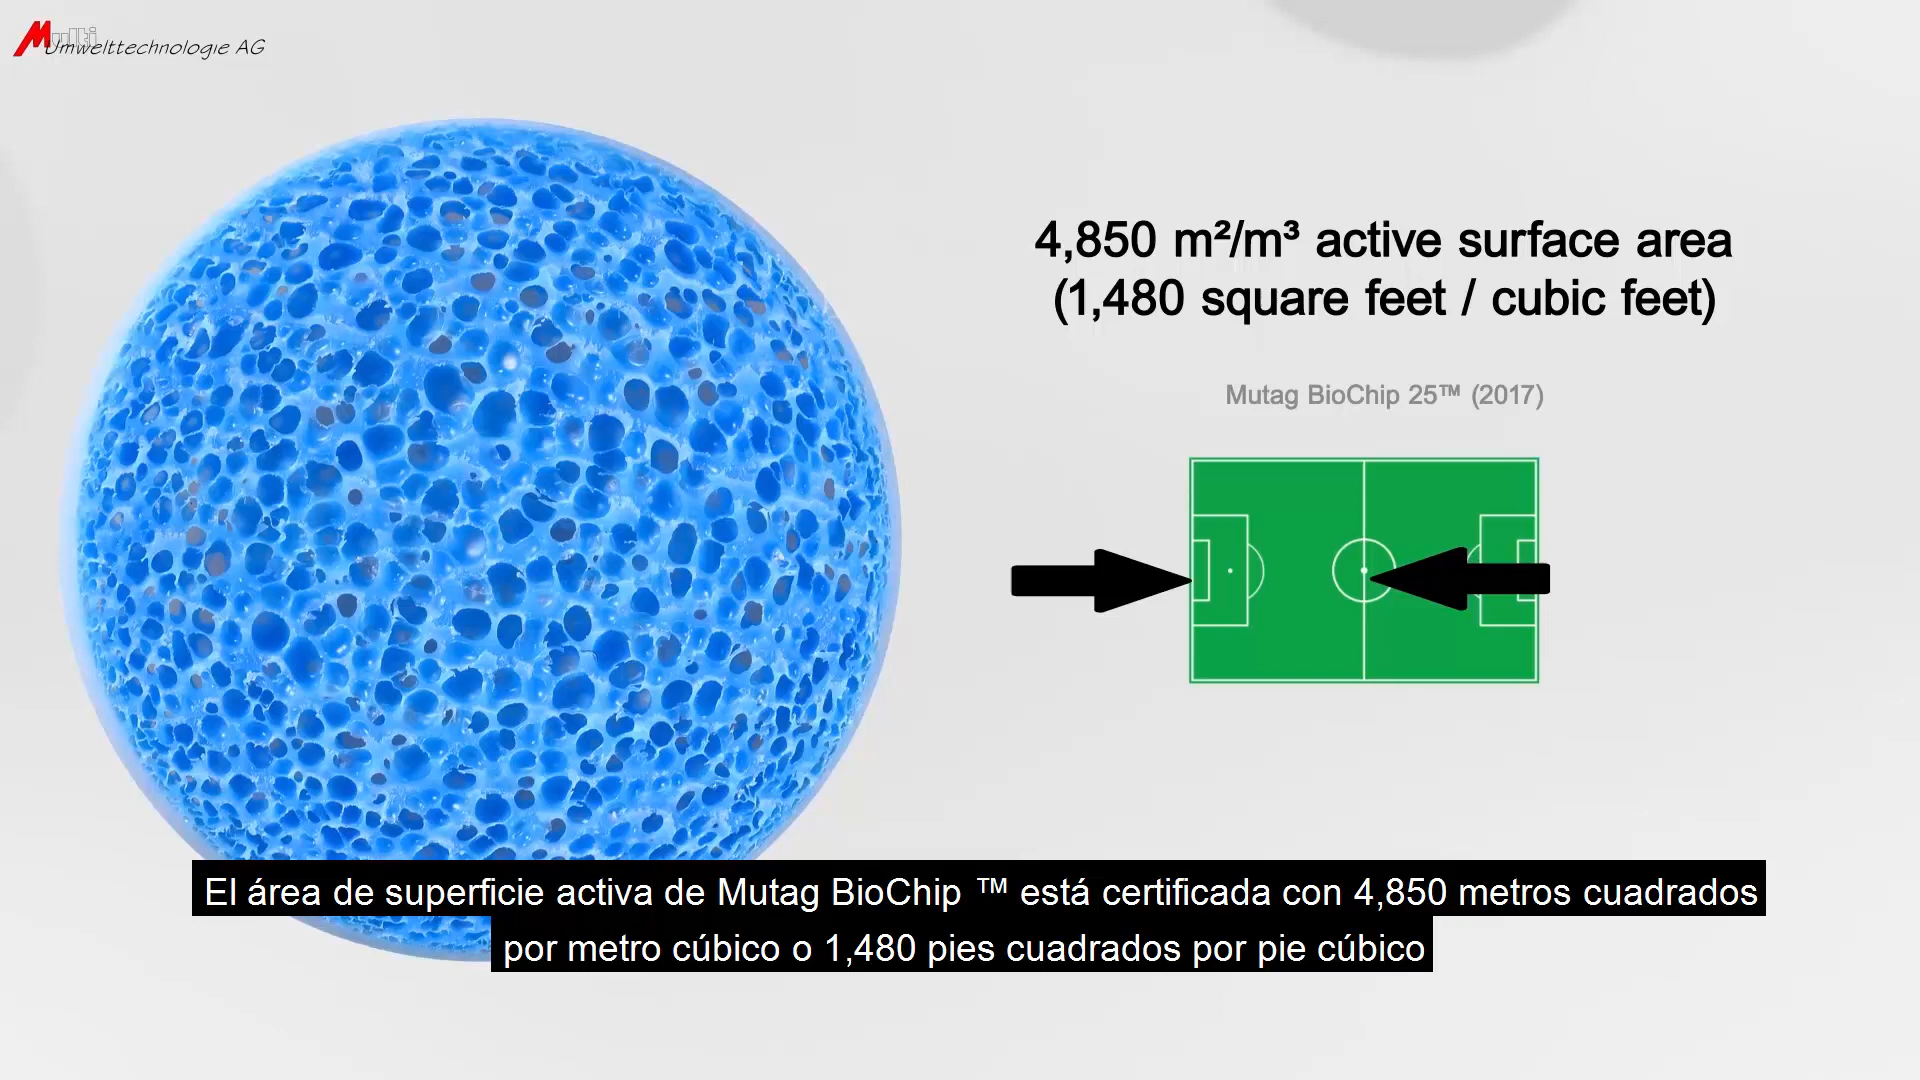 Multi
Umwelttechnologie AG
4,850 m²/m³ active surface area
(1,480 square feet / cubic feet)
Mutag BioChip 25™ (2017)
El área de superficie activa de Mutag BioChip ™ está certificada con 4,850 metros cuadrados
por metro cúbico o 1,480 pies cuadrados por pie cúbico